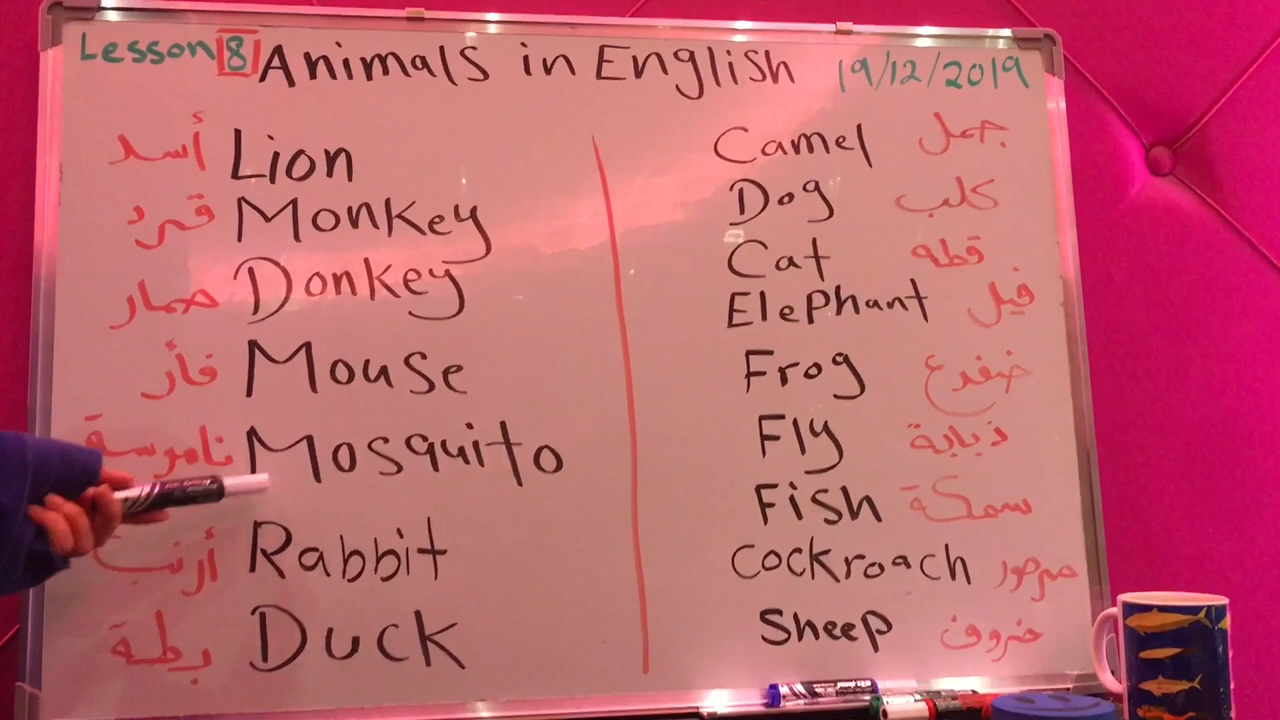 Lesson 8 Animals in English 19/12/2019
أسد Lion
قرد Monkey
حمار Donkey
فأر Mouse
ناموسة Mosquito
أرنب Rabbit
بطة Duck
Camel جمل
Dog كلب
Cat قطه
ElePhant فيل
Frog ضفدع
Fly ذبابة
Fish سمكة
Cockroach صرصور
Sheep خروف